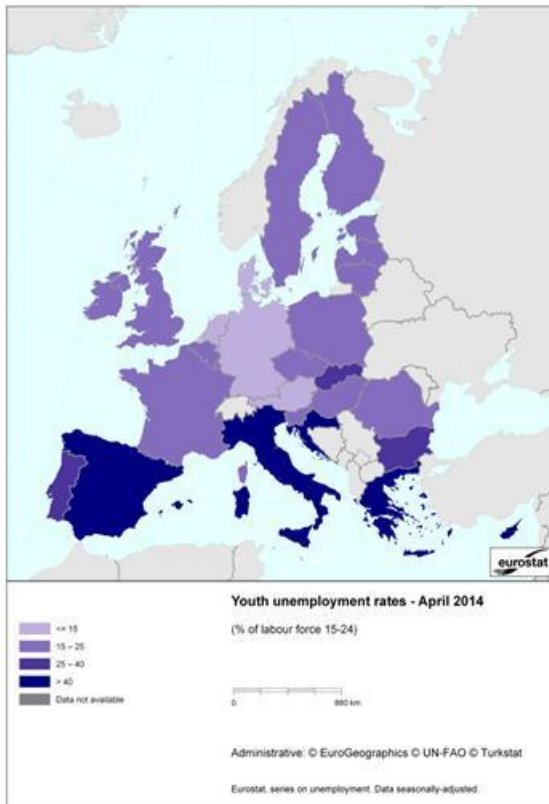 eurostat
Youth unemployment rates - April 2014
(% of labour force 15-24)
<= 15
15 – 25
25 – 40
> 40
Data not available
0 880 km
Administrative: © EuroGeographics © UN-FAO © Turkstat
Eurostat, series on unemployment. Data seasonally-adjusted.